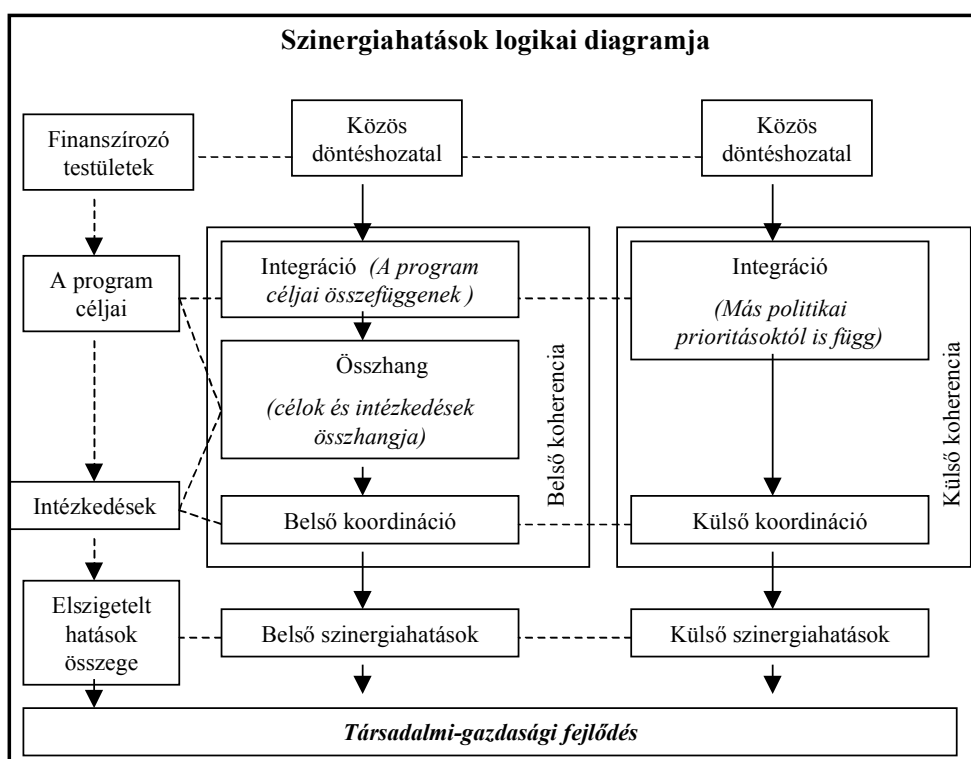 Szinergiahatások logikai diagramja
Finanszírozó
testületek
Közös
döntéshozatal
Közös
döntéshozatal
A program
céljai
Integráció (A program
céljai összefüggenek )
Integráció
(Más politikai
prioritásoktól is függ)
Összhang
(célok és intézkedések
összhangja)
Belső koherencia
Külső koherencia
Intézkedések
Belső koordináció
Külső koordináció
Elszigetelt
hatások
összege
Belső szinergiahatások
Külső szinergiahatások
Társadalmi-gazdasági fejlődés